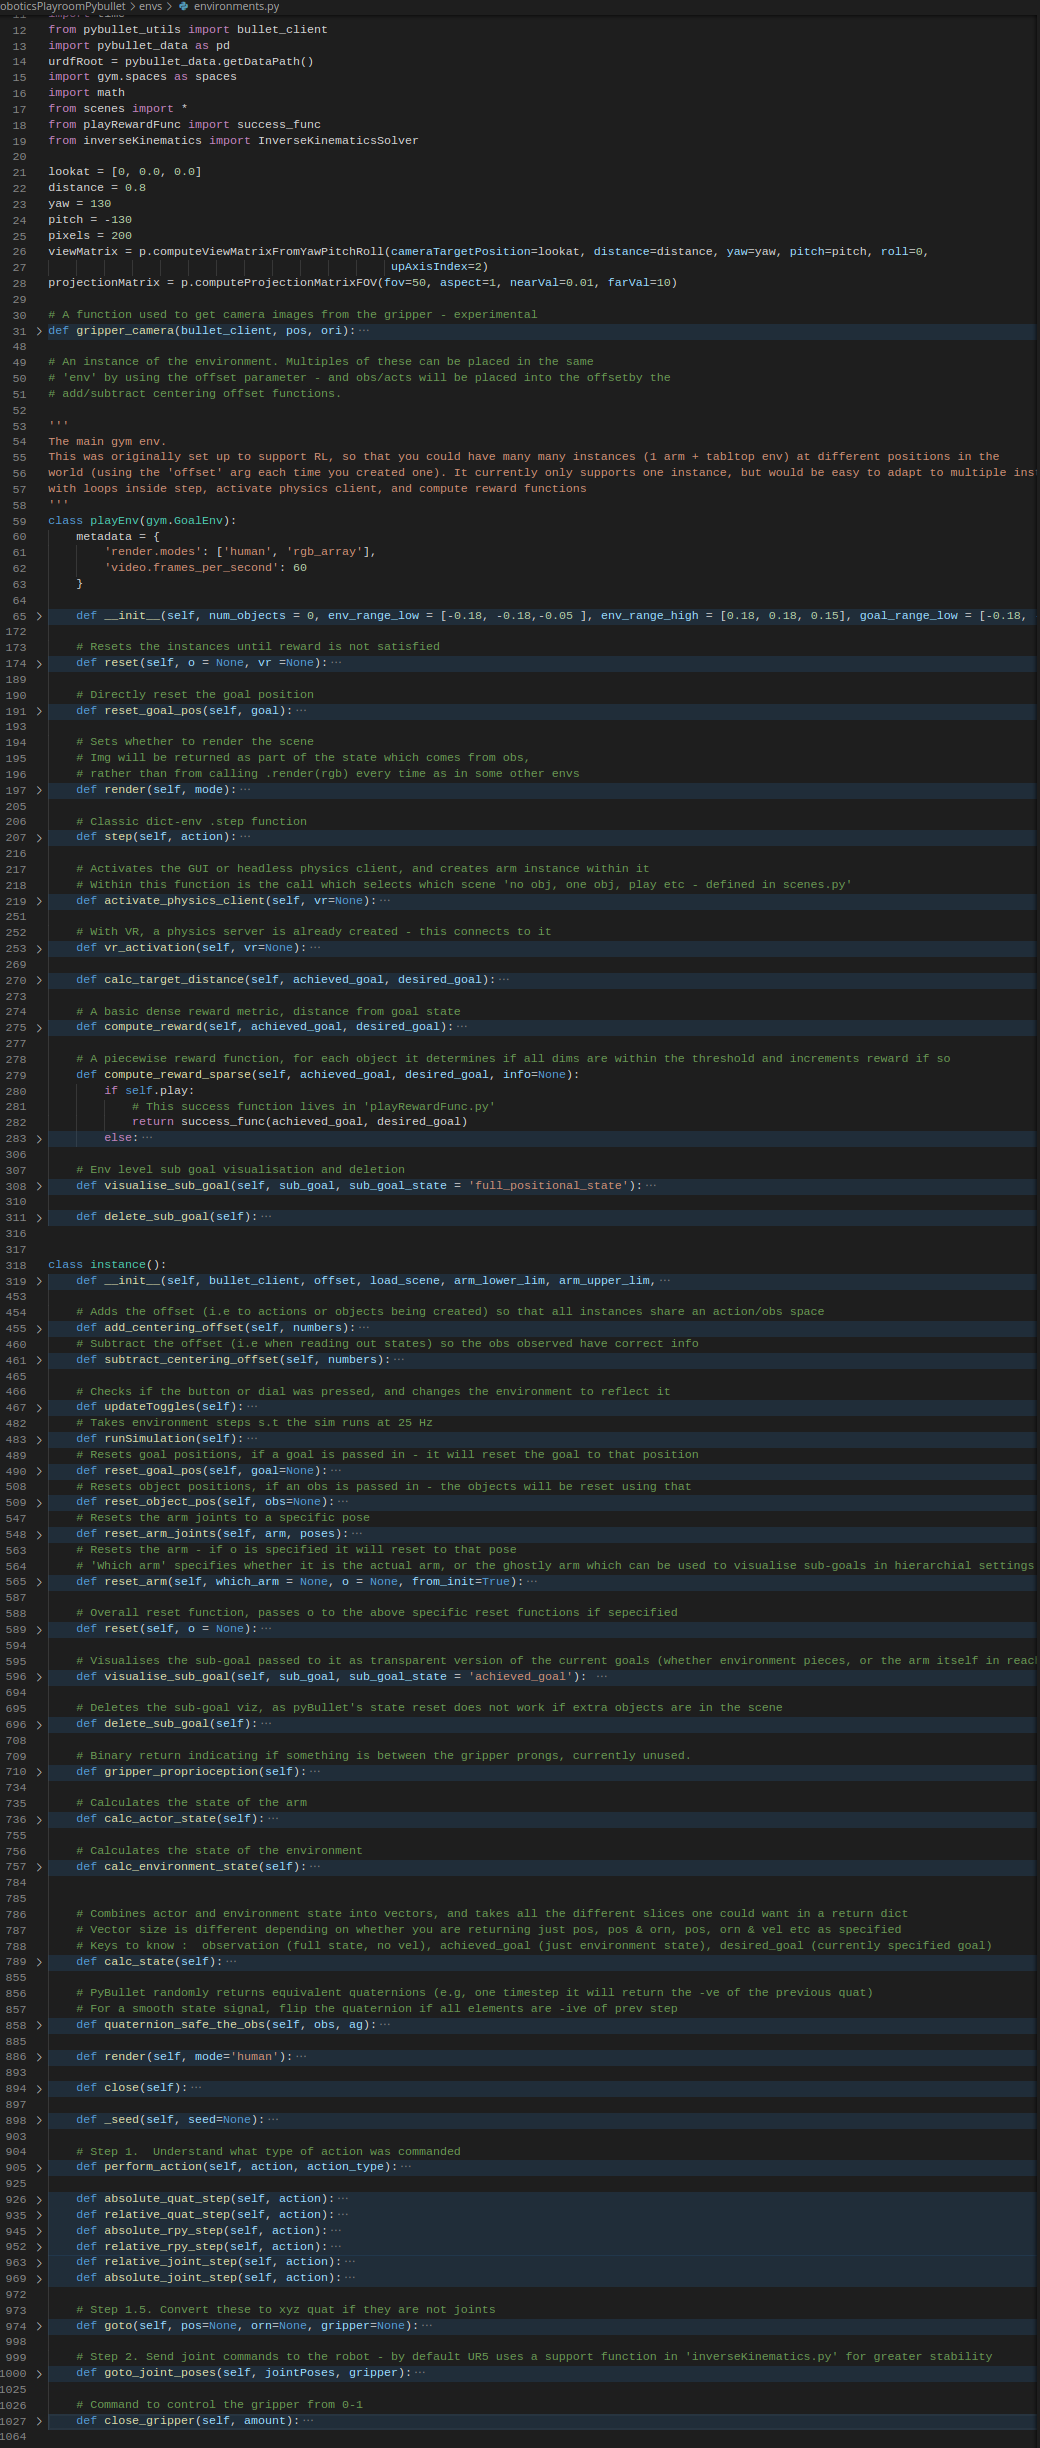 oboticsPlayroomPybullet > envs > environments.py
11 import time
12 from pybullet_utils import bullet_client
13 import pybullet_data as pd
14 urdfRoot = pybullet_data.getDataPath()
15 import gym.spaces as spaces
16 import math
17 from scenes import *
18 from playRewardFunc import success_func
19 from inverseKinematics import InverseKinematicsSolver
20
21 lookat = [0, 0.0, 0.0]
22 distance = 0.8
23 yaw = 130
24 pitch = -130
25 pixels = 200
26 viewMatrix = p.computeViewMatrixFromYawPitchRoll(cameraTargetPosition=lookat, distance=distance, yaw=yaw, pitch=pitch, roll=0,
27 upAxisIndex=2)
28 projectionMatrix = p.computeProjectionMatrixFOV(fov=50, aspect=1, nearVal=0.01, farVal=10)
29
30 # A function used to get camera images from the gripper - experimental
31 > def gripper_camera(bullet_client, pos, ori):···
48
49 # An instance of the environment. Multiples of these can be placed in the same
50 # 'env' by using the offset parameter - and obs/acts will be placed into the offsetby the
51 # add/subtract centering offset functions.
52
53 '''
54 The main gym env.
55 This was originally set up to support RL, so that you could have many many instances (1 arm + tabltop env) at different positions in the
56 world (using the 'offset' arg each time you created one). It currently only supports one instance, but would be easy to adapt to multiple ins
57 with loops inside step, activate physics client, and compute reward functions
58 '''
59 class playEnv(gym.GoalEnv):
60 metadata = {
61 'render.modes': ['human', 'rgb_array'],
62 'video.frames_per_second': 60
63 }
64
65 > def __init__(self, num_objects = 0, env_range_low = [-0.18, -0.18,-0.05 ], env_range_high = [0.18, 0.18, 0.15], goal_range_low = [-0.18,
172
173 # Resets the instances until reward is not satisfied
174 > def reset(self, o = None, vr =None):···
189
190 # Directly reset the goal position
191 > def reset_goal_pos(self, goal):···
193
194 # Sets whether to render the scene
195 # Img will be returned as part of the state which comes from obs,
196 # rather than from calling .render(rgb) every time as in some other envs
197 > def render(self, mode):···
205
206 # Classic dict-env .step function
207 > def step(self, action):···
216
217 # Activates the GUI or headless physics client, and creates arm instance within it
218 # Within this function is the call which selects which scene 'no obj, one obj, play etc - defined in scenes.py'
219 > def activate_physics_client(self, vr=None):···
251
252 # With VR, a physics server is already created - this connects to it
253 > def vr_activation(self, vr=None):···
269
270 > def calc_target_distance(self, achieved_goal, desired_goal):···
273
274 # A basic dense reward metric, distance from goal state
275 > def compute_reward(self, achieved_goal, desired_goal):···
277
278 # A piecewise reward function, for each object it determines if all dims are within the threshold and increments reward if so
279 def compute_reward_sparse(self, achieved_goal, desired_goal, info=None):
280 if self.play:
281 # This success function lives in 'playRewardFunc.py'
282 return success_func(achieved_goal, desired_goal)
283 > else:···
306
307 # Env level sub goal visualisation and deletion
308 > def visualise_sub_goal(self, sub_goal, sub_goal_state = 'full_positional_state'):···
310
311 > def delete_sub_goal(self):···
316
317
318 class instance():
319 > def __init__(self, bullet_client, offset, load_scene, arm_lower_lim, arm_upper_lim,···
453
454 # Adds the offset (i.e to actions or objects being created) so that all instances share an action/obs space
455 > def add_centering_offset(self, numbers):···
460 # Subtract the offset (i.e when reading out states) so the obs observed have correct info
461 > def subtract_centering_offset(self, numbers):···
465
466 # Checks if the button or dial was pressed, and changes the environment to reflect it
467 > def updateToggles(self):···
482 # Takes environment steps s.t the sim runs at 25 Hz
483 > def runSimulation(self):···
489 # Resets goal positions, if a goal is passed in - it will reset the goal to that position
490 > def reset_goal_pos(self, goal=None):···
508 # Resets object positions, if an obs is passed in - the objects will be reset using that
509 > def reset_object_pos(self, obs=None):···
547 # Resets the arm joints to a specific pose
548 > def reset_arm_joints(self, arm, poses):···
563 # Resets the arm - if o is specified it will reset to that pose
564 # 'Which arm' specifies whether it is the actual arm, or the ghostly arm which can be used to visualise sub-goals in hierarchial settings
565 > def reset_arm(self, which_arm = None, o = None, from_init=True):···
587
588 # Overall reset function, passes o to the above specific reset functions if sepecified
589 > def reset(self, o = None):···
594
595 # Visualises the sub-goal passed to it as transparent version of the current goals (whether environment pieces, or the arm itself in reac
596 > def visualise_sub_goal(self, sub_goal, sub_goal_state = 'achieved_goal'): ···
694
695 # Deletes the sub-goal viz, as pyBullet's state reset does not work if extra objects are in the scene
696 > def delete_sub_goal(self):···
708
709 # Binary return indicating if something is between the gripper prongs, currently unused.
710 > def gripper_proprioception(self):···
734
735 # Calculates the state of the arm
736 > def calc_actor_state(self):···
755
756 # Calculates the state of the environment
757 > def calc_environment_state(self):···
784
785
786 # Combines actor and environment state into vectors, and takes all the different slices one could want in a return dict
787 # Vector size is different depending on whether you are returning just pos, pos & orn, pos, orn & vel etc as specified
788 # Keys to know :  observation (full state, no vel), achieved_goal (just environment state), desired_goal (currently specified goal)
789 > def calc_state(self):···
855
856 # PyBullet randomly returns equivalent quaternions (e.g, one timestep it will return the -ve of the previous quat)
857 # For a smooth state signal, flip the quaternion if all elements are -ive of prev step
858 > def quaternion_safe_the_obs(self, obs, ag):···
885
886 > def render(self, mode='human'):···
893
894 > def close(self):···
897
898 > def _seed(self, seed=None):···
903
904 # Step 1.  Understand what type of action was commanded
905 > def perform_action(self, action, action_type):···
925
926 > def absolute_quat_step(self, action):···
935 > def relative_quat_step(self, action):···
945 > def absolute_rpy_step(self, action):···
952 > def relative_rpy_step(self, action):···
963 > def relative_joint_step(self, action):···
969 > def absolute_joint_step(self, action):···
972
973 # Step 1.5. Convert these to xyz quat if they are not joints
974 > def goto(self, pos=None, orn=None, gripper=None):···
998
999 # Step 2. Send joint commands to the robot - by default UR5 uses a support function in 'inverseKinematics.py' for greater stability
1000 > def goto_joint_poses(self, jointPoses, gripper):···
1025
1026 # Command to control the gripper from 0-1
1027 > def close_gripper(self, amount):···
1064